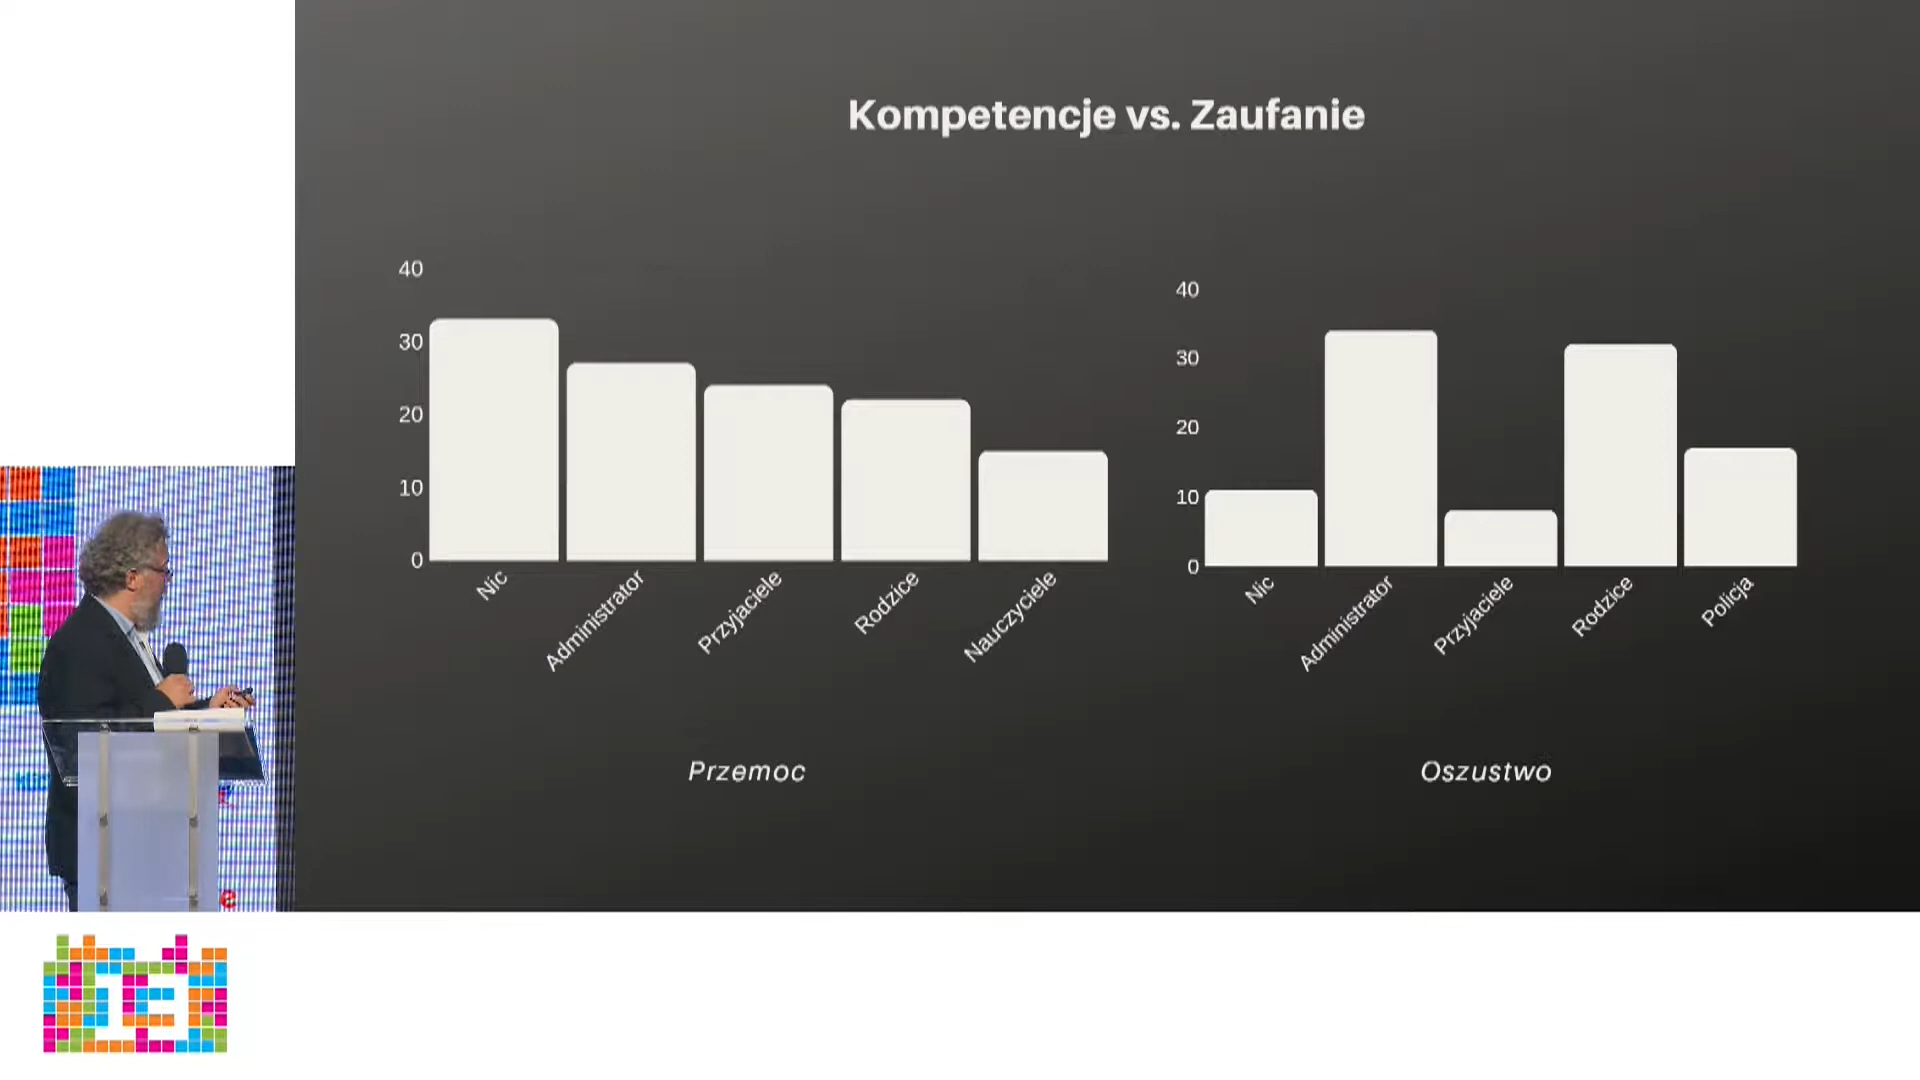 Kompetencje vs. Zaufanie
40
30
20
10
0
Nic
Administrator
Przyjaciele
Rodzice
Nauczyciele
Przemoc
40
30
20
10
0
Nic
Administrator
Przyjaciele
Rodzice
Policja
Oszustwo